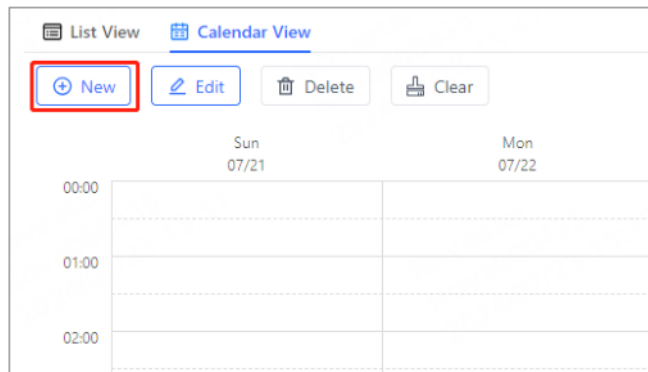 List View Calendar View
New Edit Delete Clear
Sun Mon
07/21 07/22
00:00
01:00
02:00